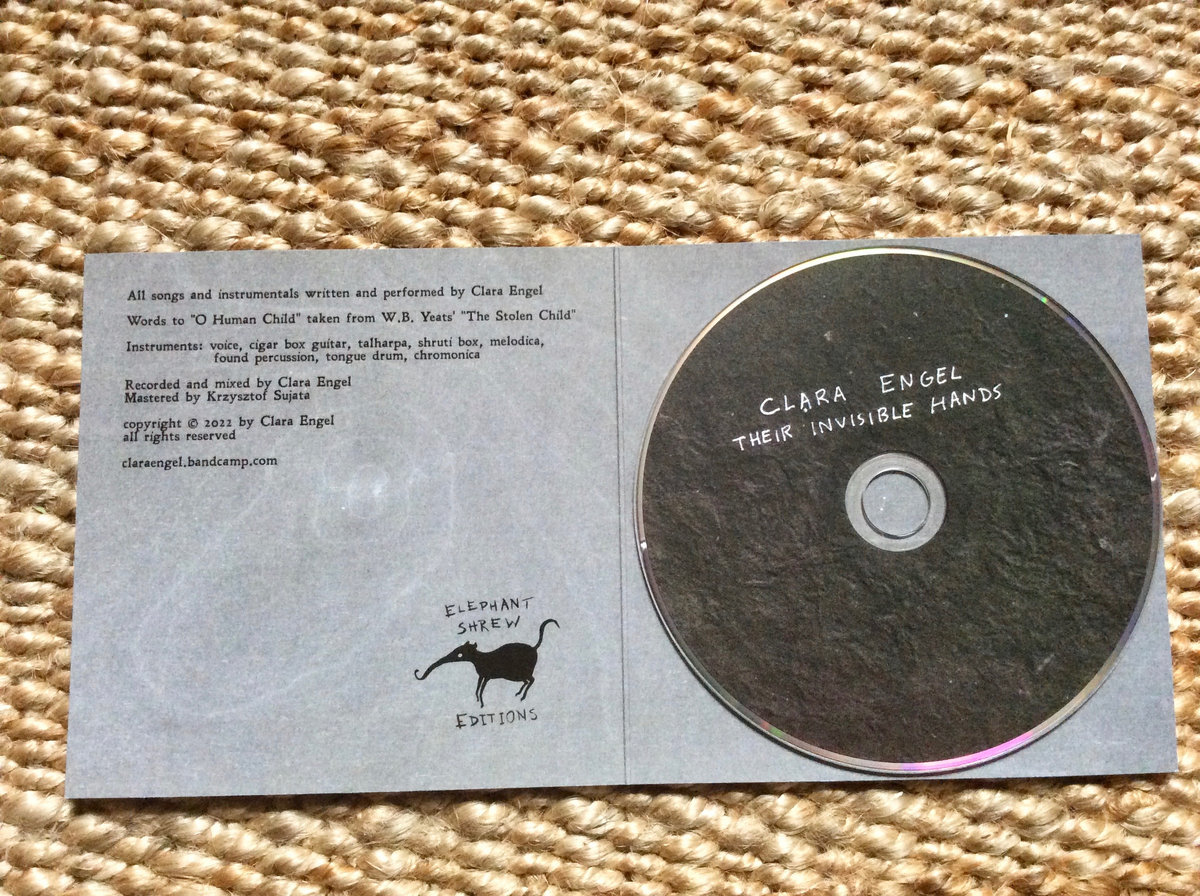 All songs and instrumentals written and performed by Clara Engel
Words to "O Human Child" taken from W.B. Yeats' "The Stolen Child"
Instruments: voice, cigar box guitar, talharpa, shruti box, melodica,
found percussion, tongue drum, chromonica
Recorded and mixed by Clara Engel
Mastered by Krzysztof Sujata
copyright © 2022 by Clara Engel
all rights reserved
claraengel.bandcamp.com
ELEPHANT
SHREW
EDITIONS
CLARA ENGEL
THEIR INVISIBLE HANDS